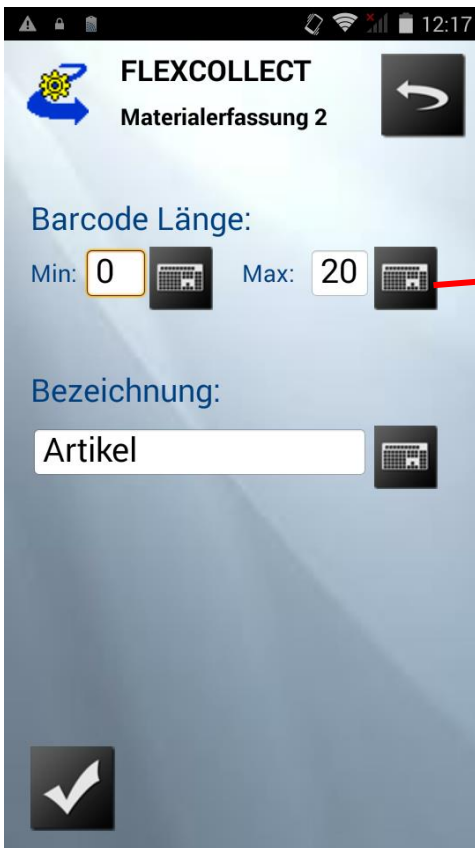 12:17
FLEXCOLLECT
Materialerfassung 2
Barcode Länge:
Min: 0 Max: 20
Bezeichnung:
Artikel